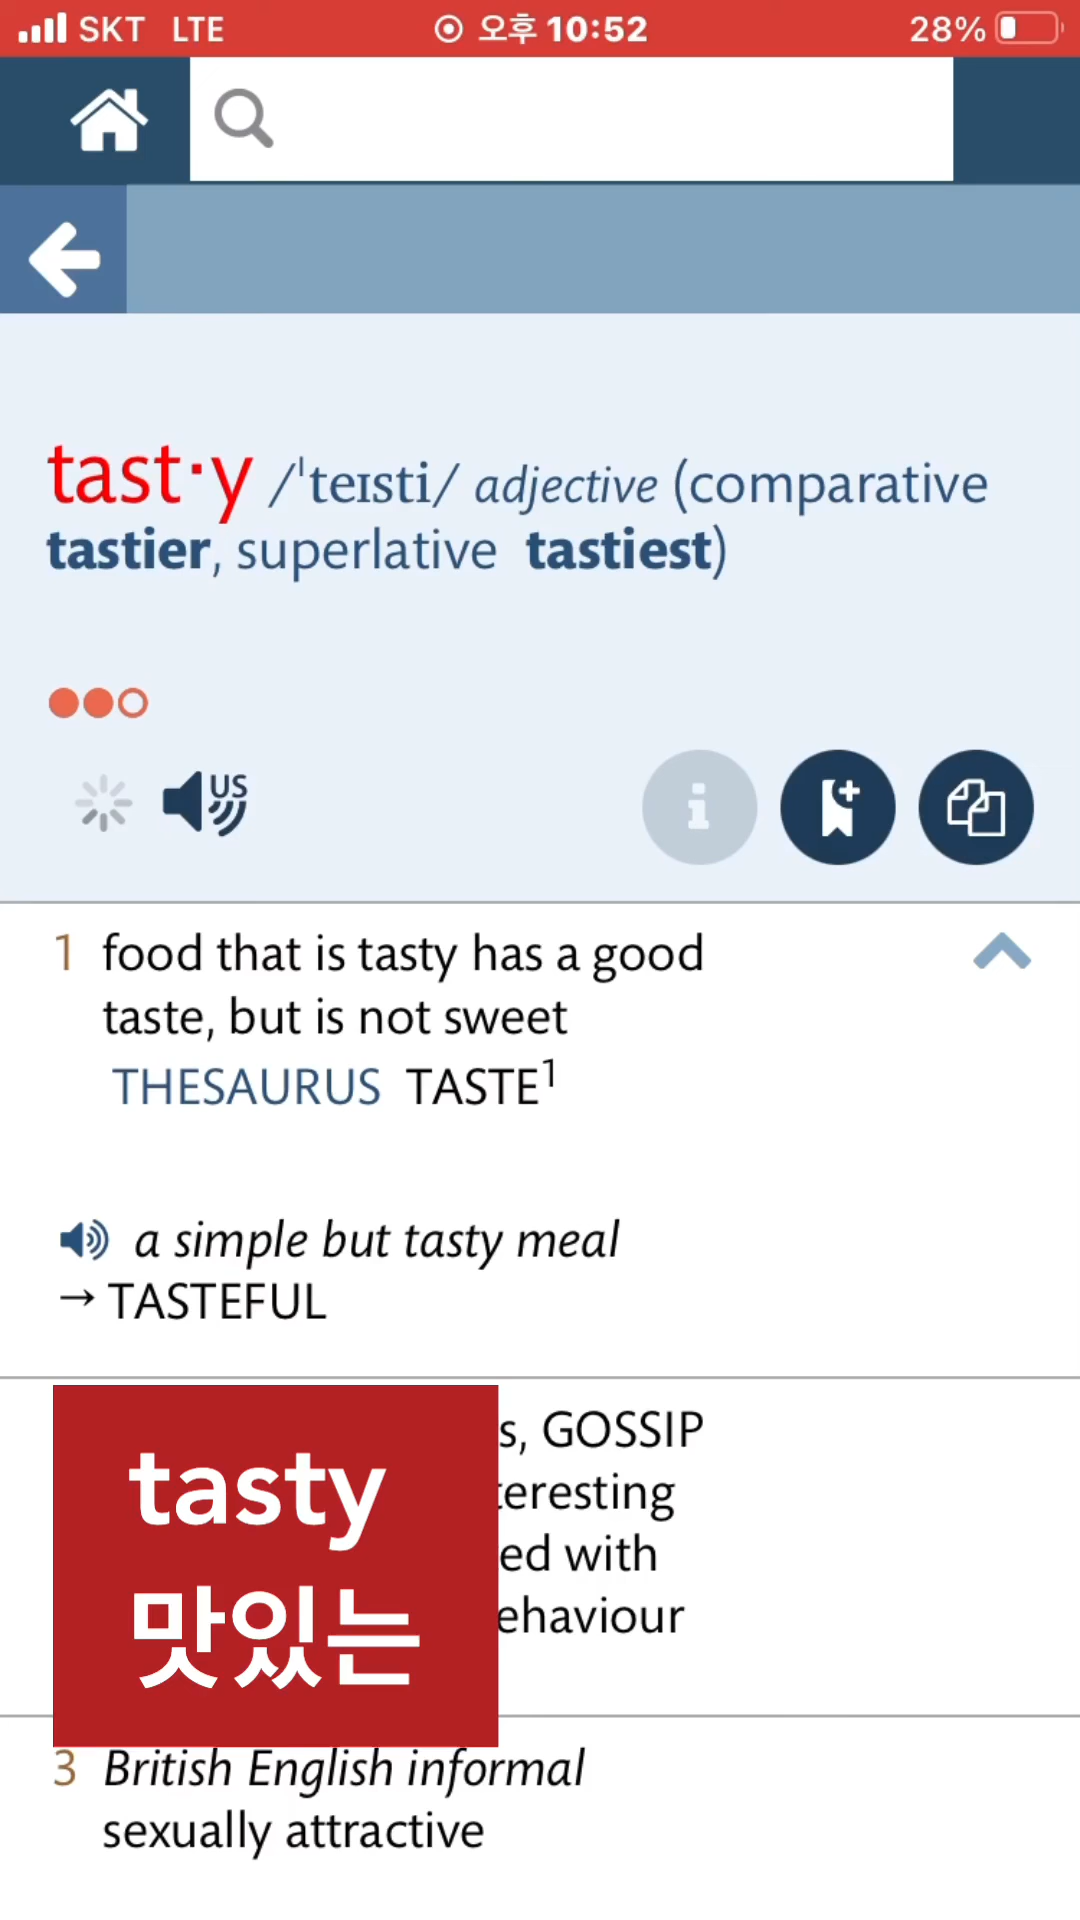 SKT LTE 오후 10:52 28%
tast·y /ˈteɪsti/ adjective (comparative
tastier, superlative tastiest)
US
1 food that is tasty has a good
taste, but is not sweet
THESAURUS TASTE¹
a simple but tasty meal
→ TASTEFUL
s, GOSSIP
teresting
ed with
ehaviour
tasty
맛있는
3 British English informal
sexually attractive